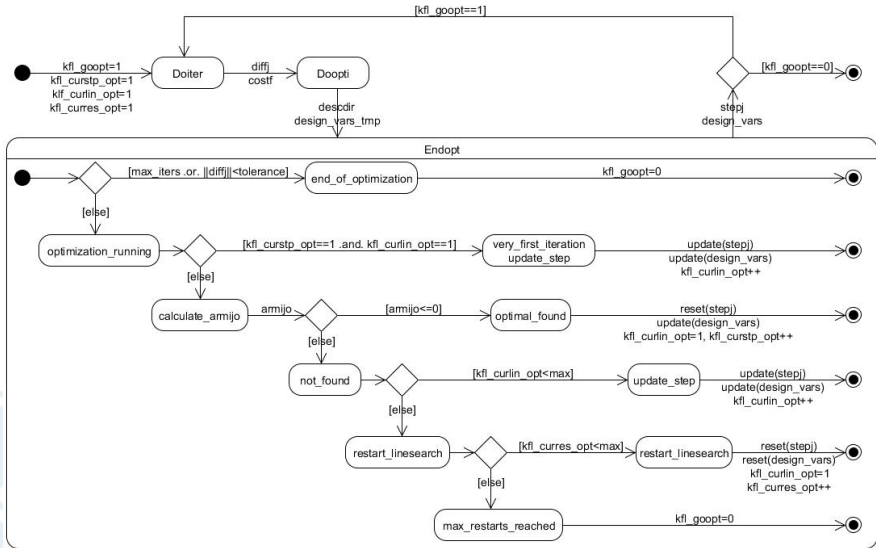 [kfl_goopt==1]
kfl_goopt=1
kfl_curstp_opt=1
klf_curlin_opt=1
kfl_curres_opt=1
Doiter
diffj
costf
Doopti
[kfl_goopt==0]
descdir
design_vars_tmp
stepj
design_vars
Endopt
[max_iters .or. ||diffj||<tolerance]
end_of_optimization
kfl_goopt=0
[else]
optimization_running
[kfl_curstp_opt==1 .and. kfl_curlin_opt==1]
very_first_iteration
update_step
update(stepj)
update(design_vars)
kfl_curlin_opt++
[else]
calculate_armijo
armijo
[armijo<=0]
optimal_found
reset(stepj)
update(design_vars)
kfl_curlin_opt=1, kfl_curstp_opt++
[else]
not_found
[kfl_curlin_opt<max]
update_step
update(stepj)
update(design_vars)
kfl_curlin_opt++
[else]
restart_linesearch
[kfl_curres_opt<max]
restart_linesearch
reset(stepj)
reset(design_vars)
kfl_curlin_opt=1
kfl_curres_opt++
[else]
max_restarts_reached
kfl_goopt=0